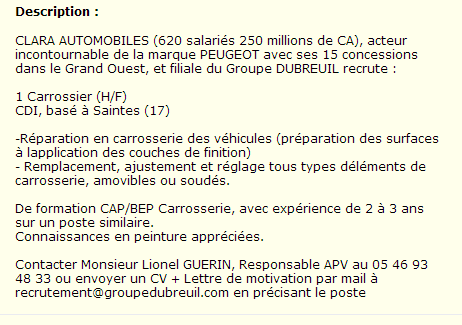 Description :
CLARA AUTOMOBILES (620 salariés 250 millions de CA), acteur
incontournable de la marque PEUGEOT avec ses 15 concessions
dans le Grand Ouest, et filiale du Groupe DUBREUIL recrute :
1 Carrossier (H/F)
CDI, basé à Saintes (17)
-Réparation en carrosserie des véhicules (préparation des surfaces
à lapplication des couches de finition)
- Remplacement, ajustement et réglage tous types déléments de
carrosserie, amovibles ou soudés.
De formation CAP/BEP Carrosserie, avec expérience de 2 à 3 ans
sur un poste similaire.
Connaissances en peinture appréciées.
Contacter Monsieur Lionel GUERIN, Responsable APV au 05 46 93
48 33 ou envoyer un CV + Lettre de motivation par mail à
recrutement@groupedubreuil.com en précisant le poste